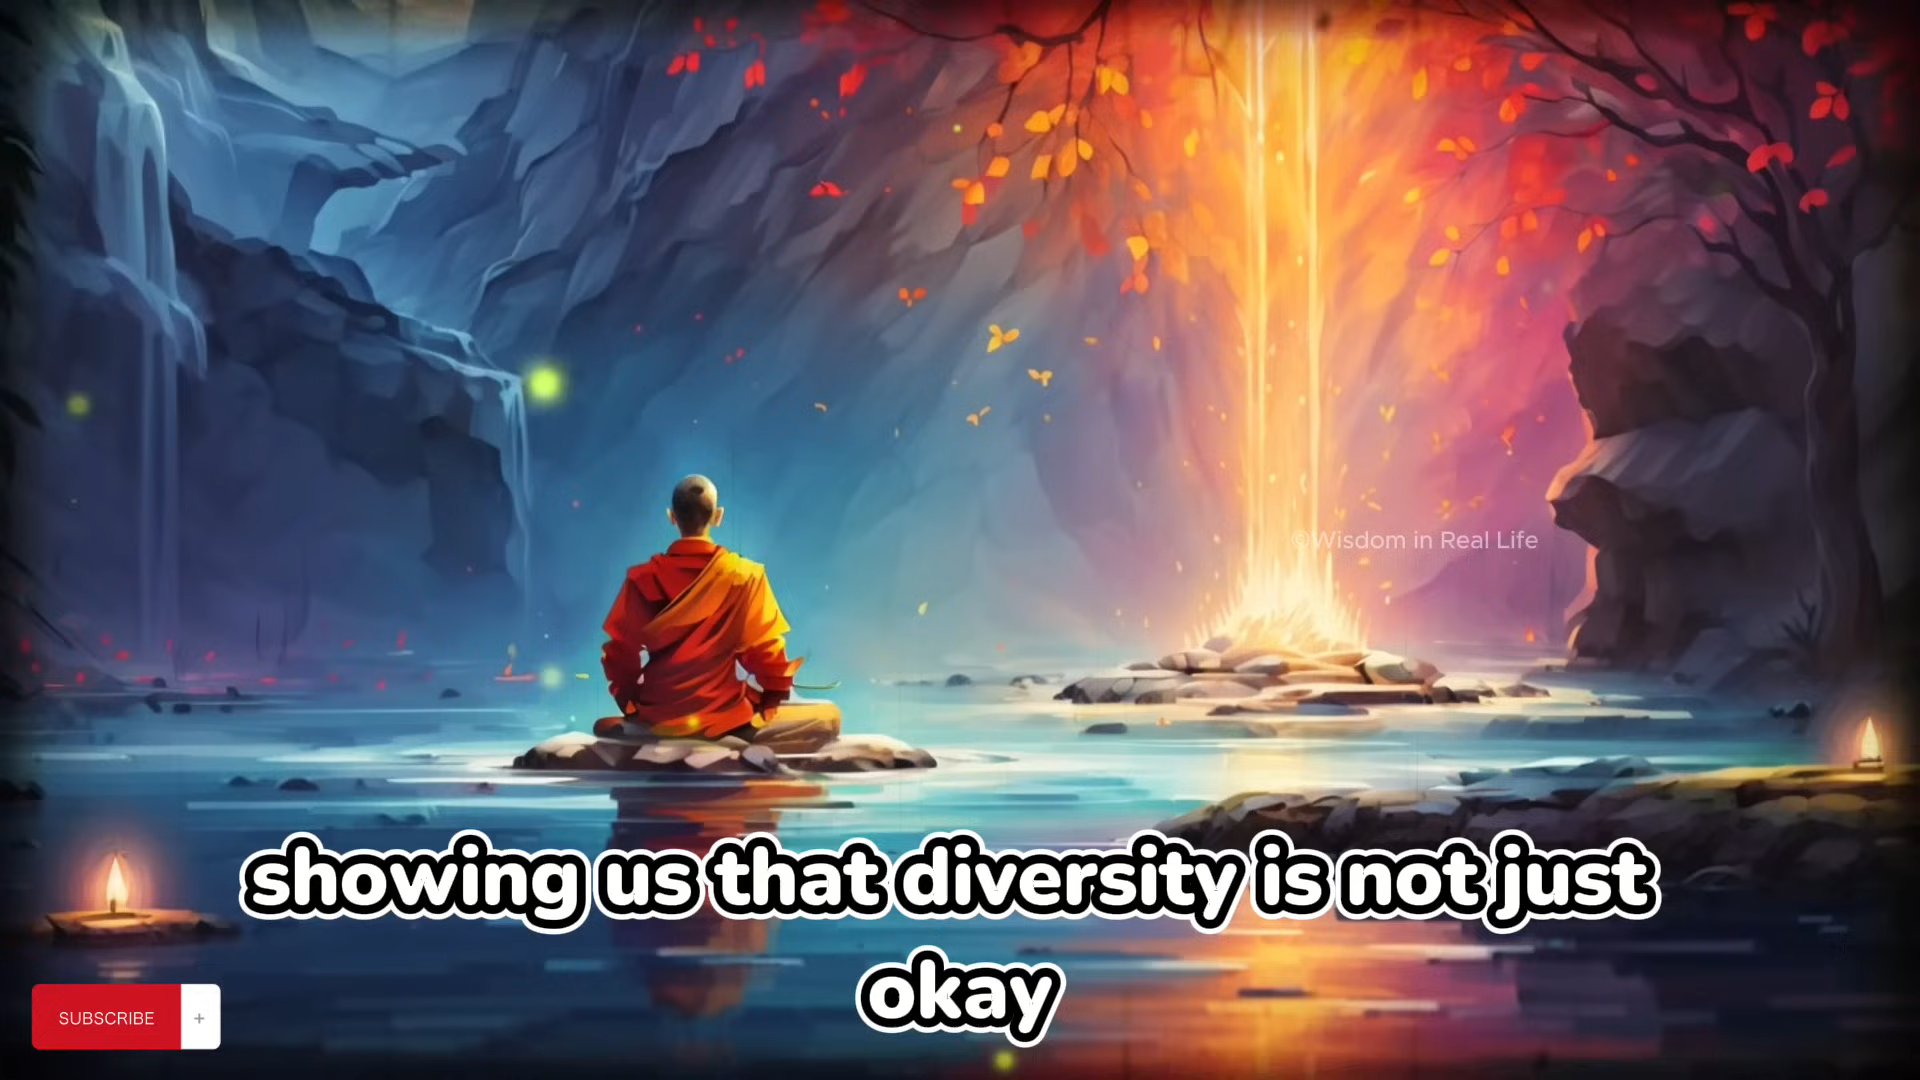 ©Wisdom in Real Life
showing us that diversity is not just
okay
SUBSCRIBE +